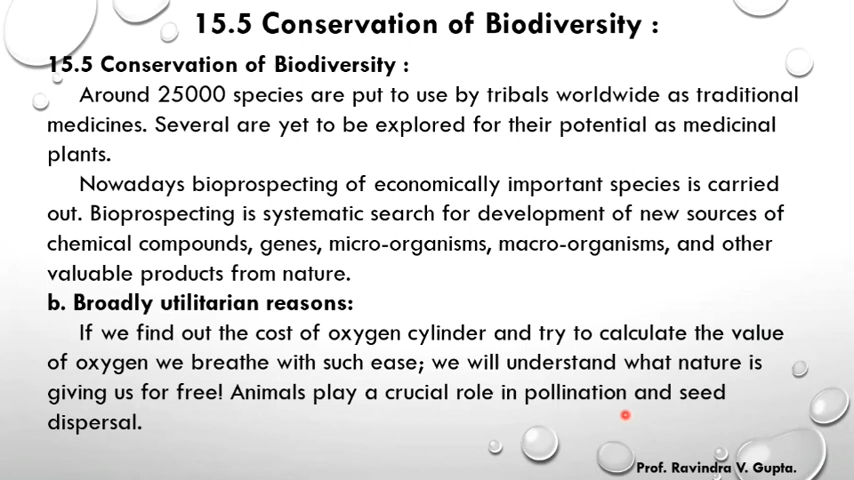 15.5 Conservation of Biodiversity :
15.5 Conservation of Biodiversity :
Around 25000 species are put to use by tribals worldwide as traditional
medicines. Several are yet to be explored for their potential as medicinal
plants.
Nowadays bioprospecting of economically important species is carried
out. Bioprospecting is systematic search for development of new sources of
chemical compounds, genes, micro-organisms, macro-organisms, and other
valuable products from nature.
b. Broadly utilitarian reasons:
If we find out the cost of oxygen cylinder and try to calculate the value
of oxygen we breathe with such ease; we will understand what nature is
giving us for free! Animals play a crucial role in pollination and seed
dispersal.
Prof. Ravindra V. Gupta.